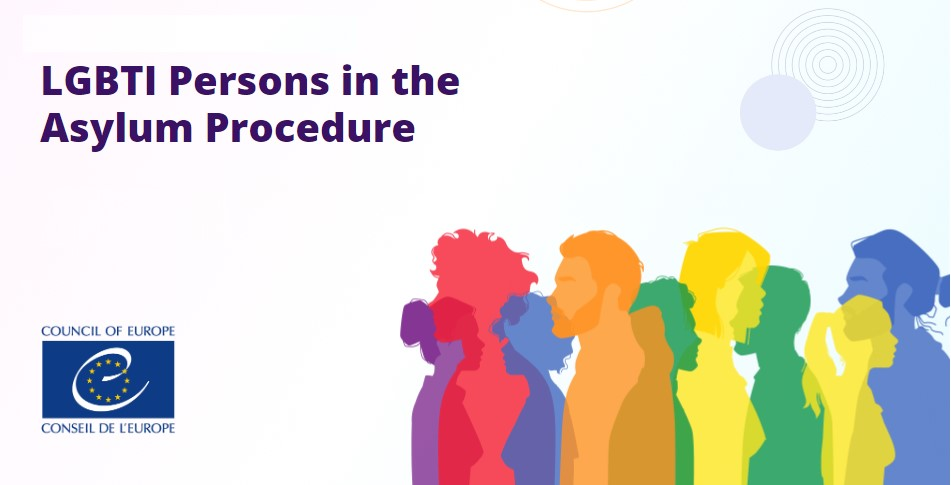 LGBTI Persons in the
Asylum Procedure
COUNCIL OF EUROPE
CONSEIL DE L'EUROPE